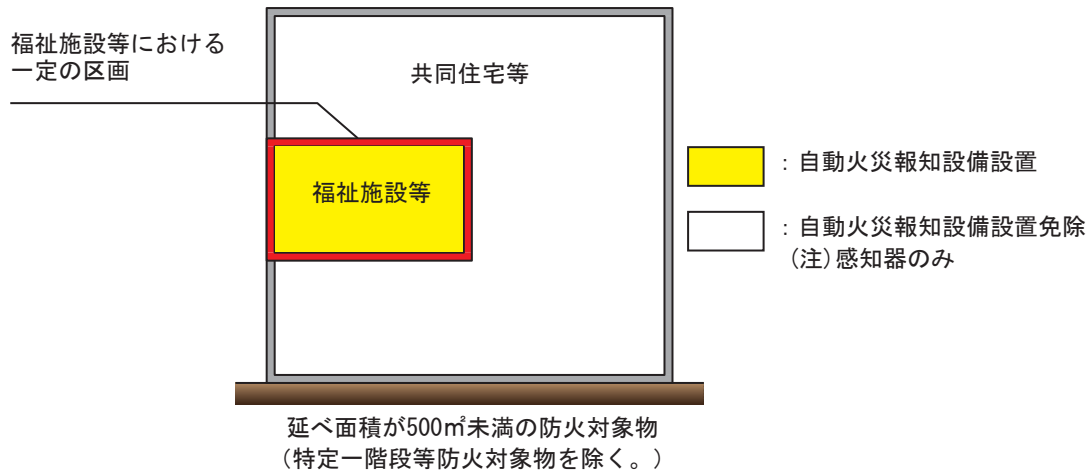 福祉施設等における
一定の区画
共同住宅等
福祉施設等
：自動火災報知設備設置
：自動火災報知設備設置免除
(注)感知器のみ
延べ面積が500㎡未満の防火対象物
（特定一階段等防火対象物を除く。）